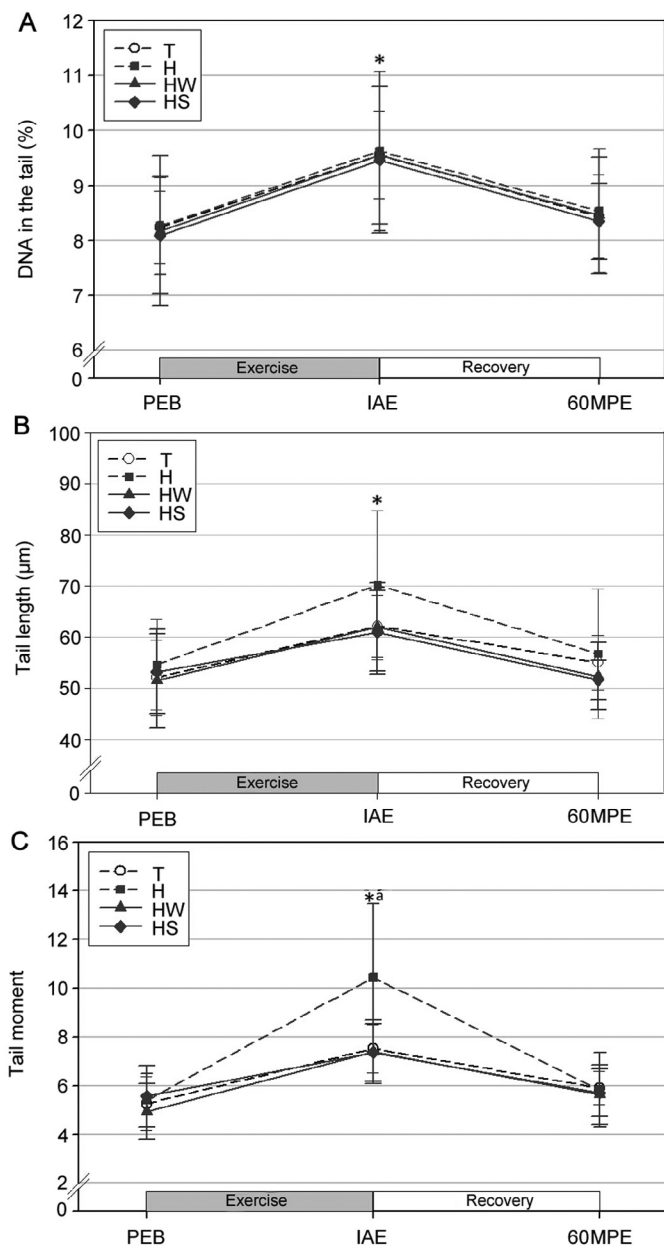 A
T
H
HW
HS
*
DNA in the tail (%)
12
11
10
9
8
7
6
0
Exercise
Recovery
PEB
IAE
60MPE
B
T
H
HW
HS
*
Tail length (μm)
100
90
80
70
60
50
40
0
Exercise
Recovery
PEB
IAE
60MPE
C
T
H
HW
HS
*
Tail moment
16
14
12
10
8
6
4
2
0
Exercise
Recovery
PEB
IAE
60MPE